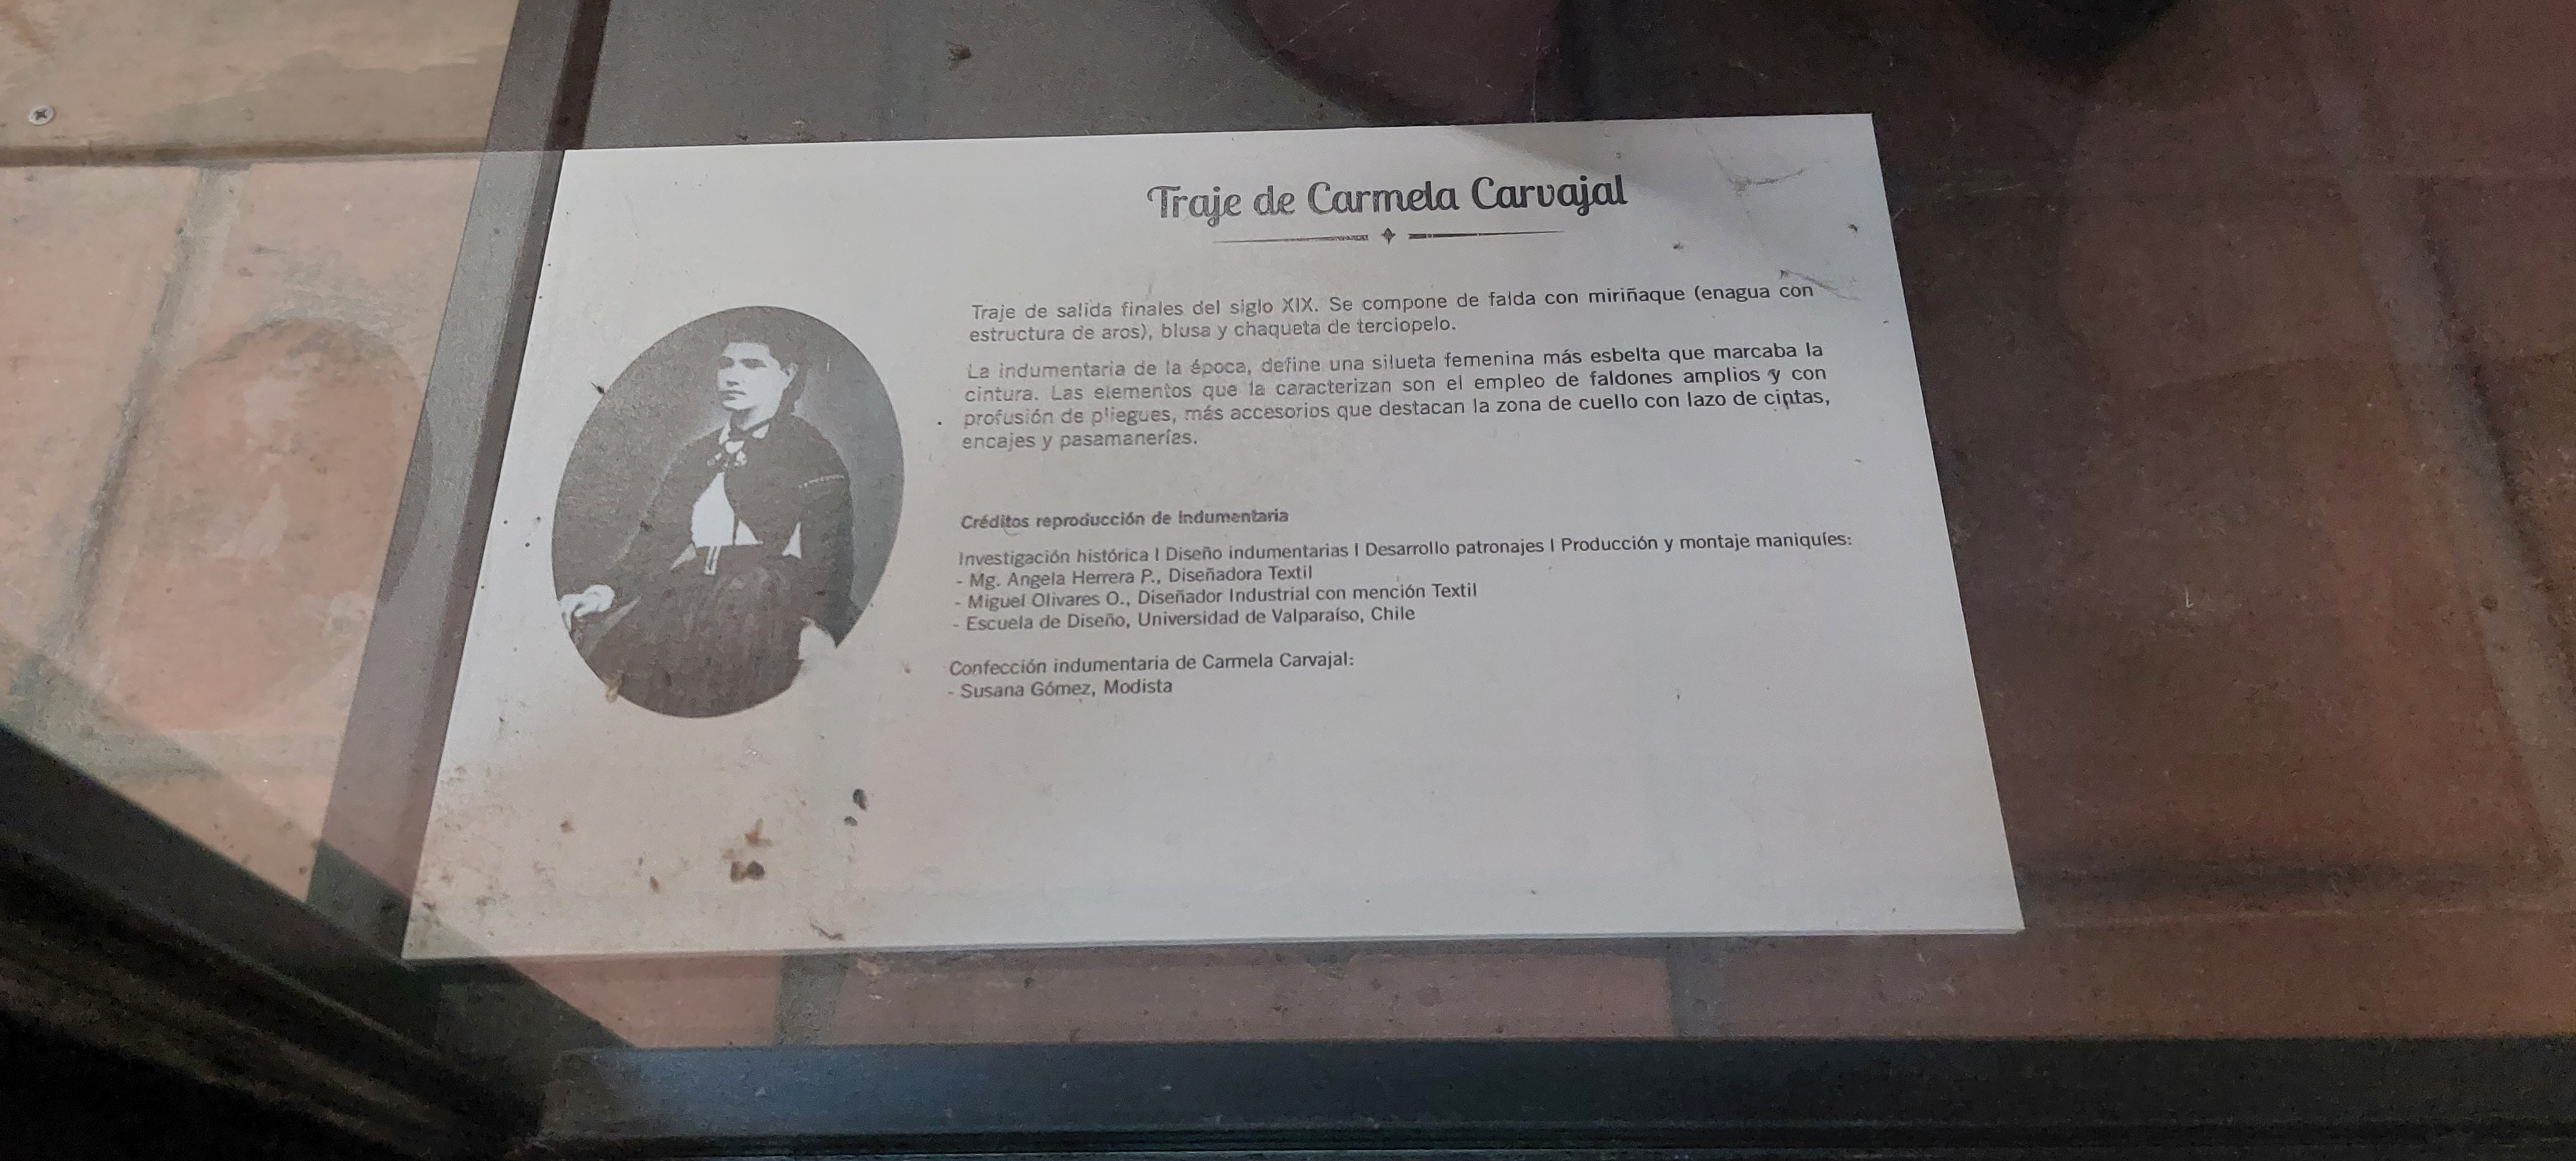 Traje de Carmela Carvajal
Traje de salida finales del siglo XIX. Se compone de falda con miriñaque (enagua con
estructura de aros), blusa y chaqueta de terciopelo.
La indumentaria de la época, define una silueta femenina más esbelta que marcaba la
cintura. Las elementos que la caracterizan son el empleo de faldones amplios y con
profusión de pliegues, más accesorios que destacan la zona de cuello con lazo de cintas,
encajes y pasamanerías.
Créditos reproducción de Indumentaria
Investigación histórica | Diseño indumentarias | Desarrollo patronajes | Producción y montaje maniquíes:
- Mg. Angela Herrera P., Diseñadora Textil
- Miguel Olivares O., Diseñador Industrial con mención Textil
- Escuela de Diseño, Universidad de Valparaíso, Chile
Confección indumentaria de Carmela Carvajal:
- Susana Gómez, Modista